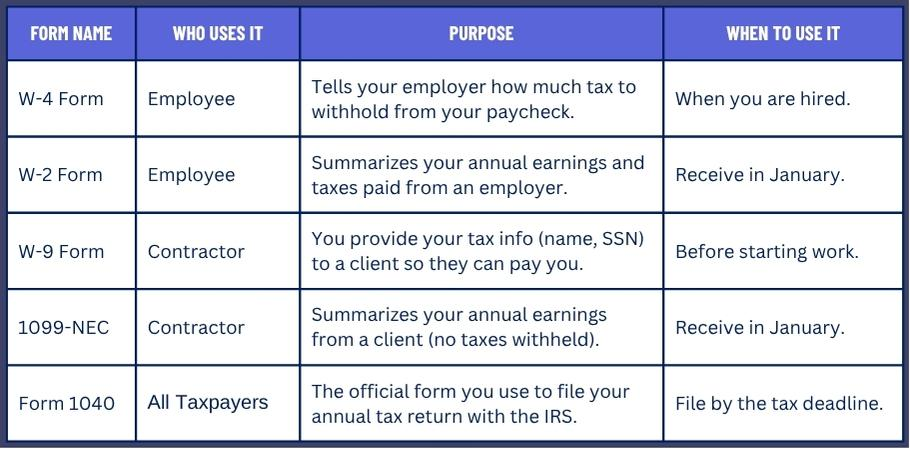 FORM NAME WHO USES IT PURPOSE WHEN TO USE IT
W-4 Form Employee Tells your employer how much tax to
withhold from your paycheck. When you are hired.
W-2 Form Employee Summarizes your annual earnings and
taxes paid from an employer. Receive in January.
W-9 Form Contractor You provide your tax info (name, SSN)
to a client so they can pay you. Before starting work.
1099-NEC Contractor Summarizes your annual earnings
from a client (no taxes withheld). Receive in January.
Form 1040 All Taxpayers The official form you use to file your
annual tax return with the IRS. File by the tax deadline.